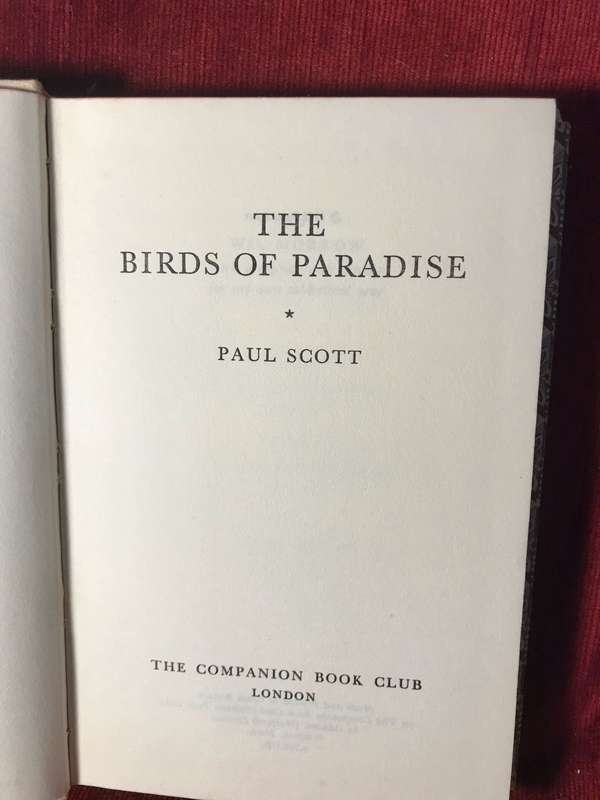 THE
BIRDS OF PARADISE
*
PAUL SCOTT
THE COMPANION BOOK CLUB
LONDON